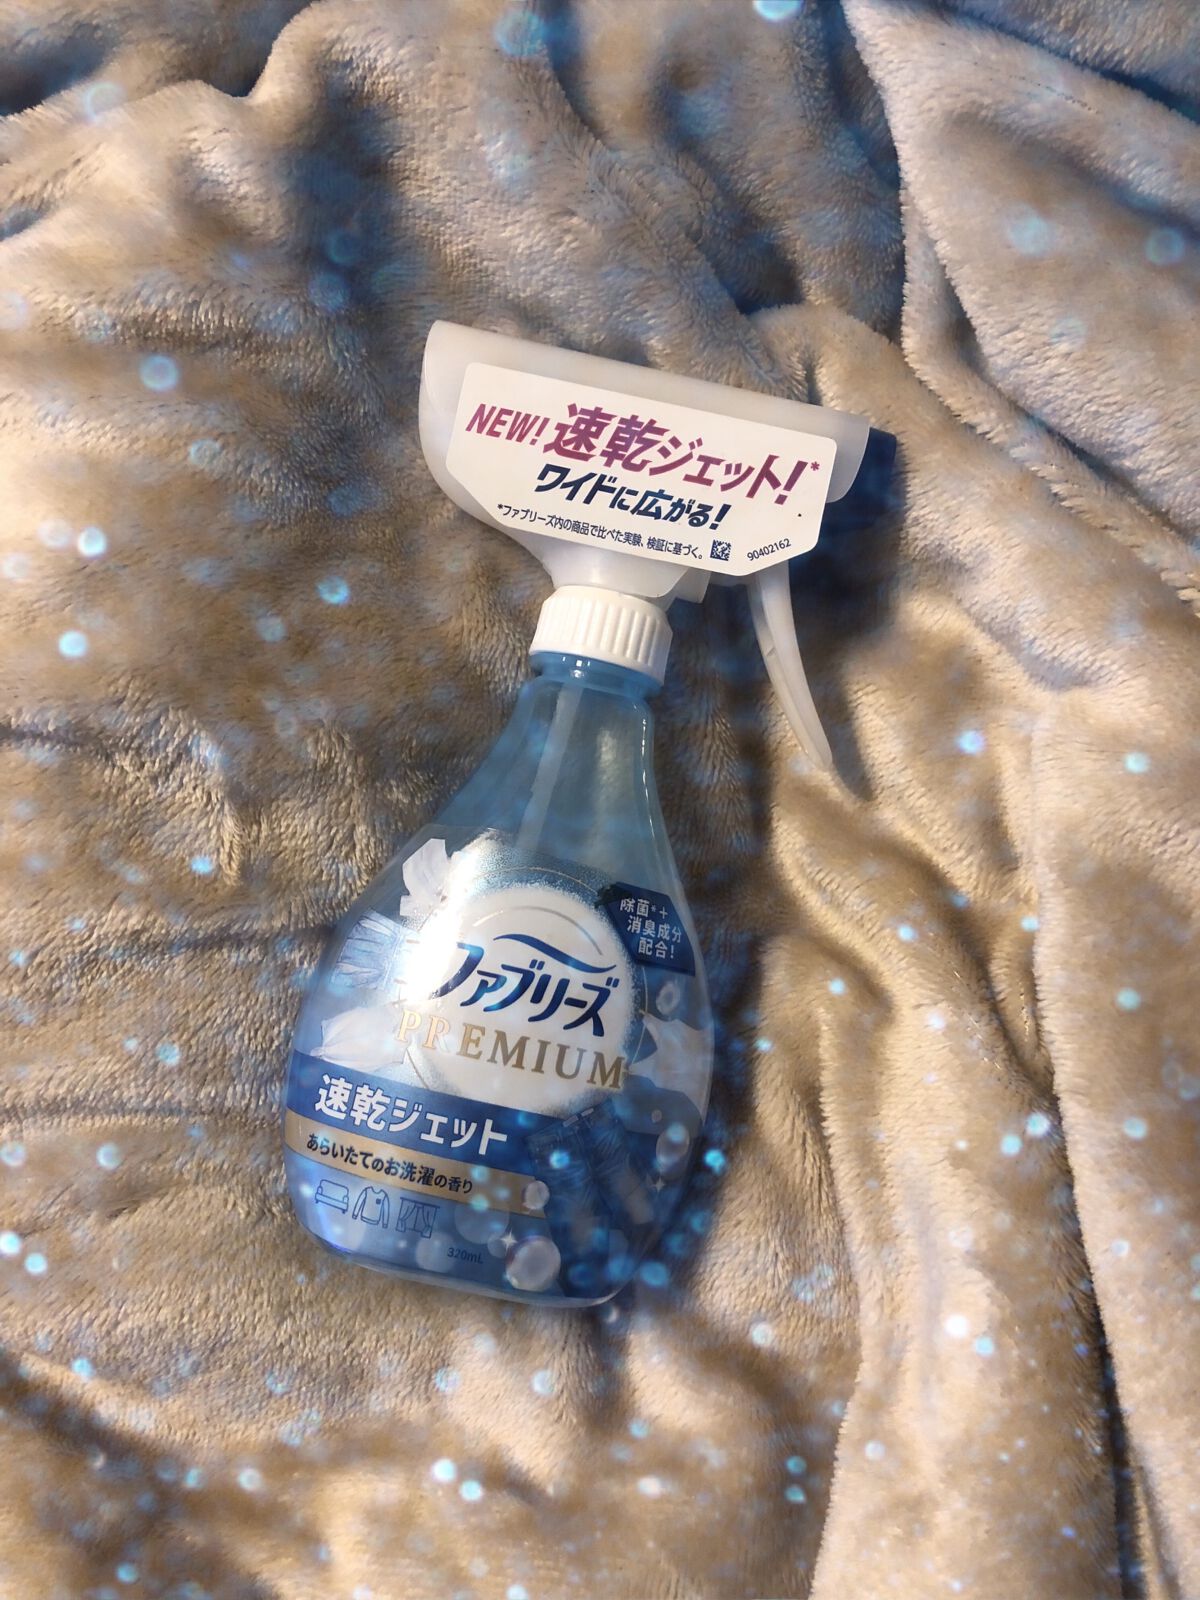 NEW! 速乾ジェット!*
ワイドに広がる!
*ファブリーズ内の商品で比べた実験、検証に基づく。
90402162
除菌*+
消臭成分
配合!
ファブリーズ
PREMIUM
速乾ジェット
あらいたてのお洗濯の香り
320mL